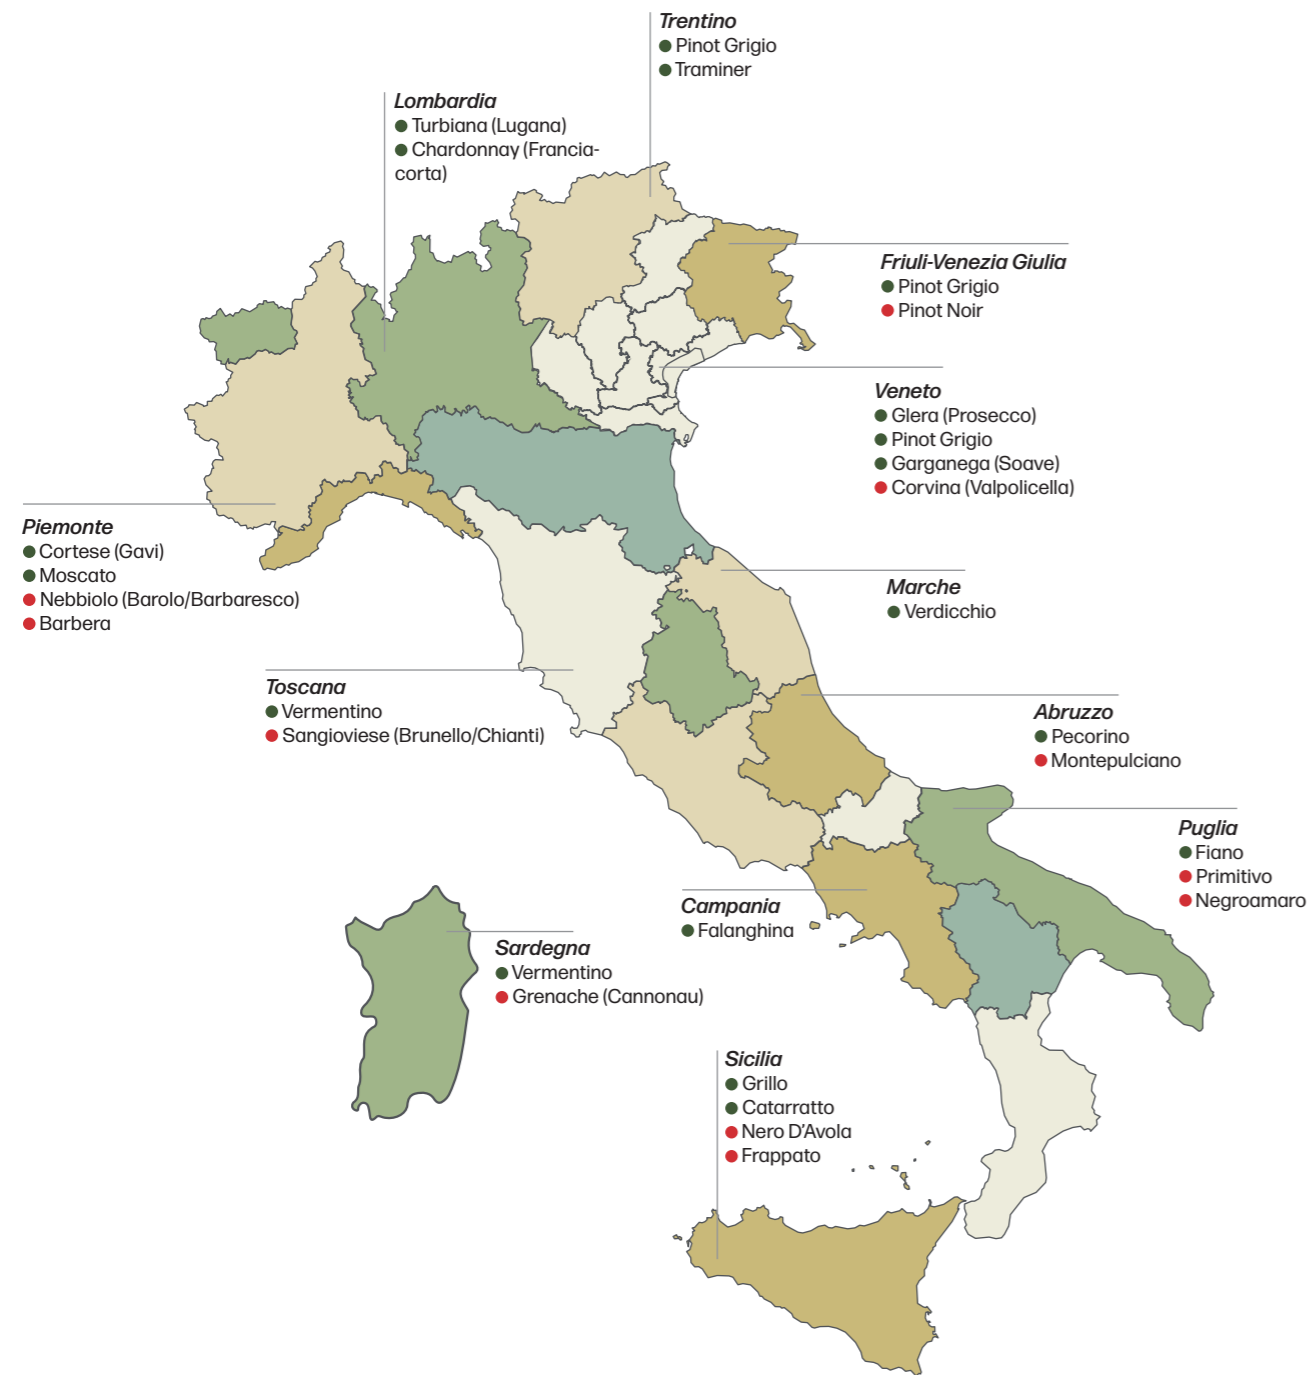 Trentino
Pinot Grigio
Traminer
Lombardia
Turbiana (Lugana)
Chardonnay (Francia-
corta)
Friuli-Venezia Giulia
Pinot Grigio
Pinot Noir
Veneto
Glera (Prosecco)
Pinot Grigio
Garganega (Soave)
Corvina (Valpolicella)
Piemonte
Cortese (Gavi)
Moscato
Nebbiolo (Barolo/Barbaresco)
Barbera
Marche
Verdicchio
Toscana
Vermentino
Sangioviese (Brunello/Chianti)
Abruzzo
Pecorino
Montepulciano
Puglia
Fiano
Primitivo
Negroamaro
Campania
Falanghina
Sardegna
Vermentino
Grenache (Cannonau)
Sicilia
Grillo
Catarratto
Nero D'Avola
Frappato